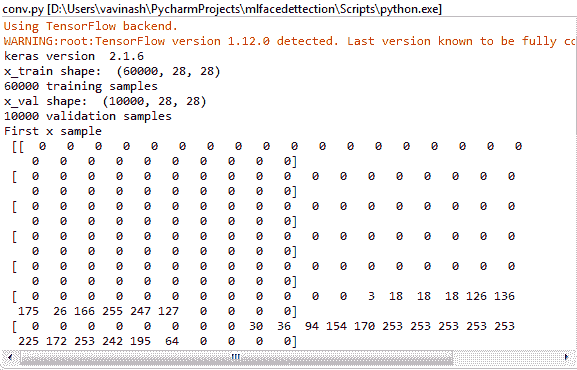 conv.py [D:\Users\vavinash\PycharmProjects\mlfacedettection\Scripts\python.exe]
Using TensorFlow backend.
WARNING:root:TensorFlow version 1.12.0 detected. Last version known to be fully co
keras version  2.1.6
x_train shape:  (60000, 28, 28)
60000 training samples
x_val shape:  (10000, 28, 28)
10000 validation samples
First x sample
 [[  0   0   0   0   0   0   0   0   0   0   0   0   0   0   0   0   0   0
    0   0   0   0   0   0   0   0   0   0]
 [  0   0   0   0   0   0   0   0   0   0   0   0   0   0   0   0   0   0
    0   0   0   0   0   0   0   0   0   0]
 [  0   0   0   0   0   0   0   0   0   0   0   0   0   0   0   0   0   0
    0   0   0   0   0   0   0   0   0   0]
 [  0   0   0   0   0   0   0   0   0   0   0   0   0   0   0   0   0   0
    0   0   0   0   0   0   0   0   0   0]
 [  0   0   0   0   0   0   0   0   0   0   0   0   0   0   0   0   0   0
    0   0   0   0   0   0   0   0   0   0]
 [  0   0   0   0   0   0   0   0   0   0   0   0   3  18  18  18 126 136
  175  26 166 255 247 127   0   0   0   0]
 [  0   0   0   0   0   0   0   0  30  36  94 154 170 253 253 253 253 253
  225 172 253 242 195  64   0   0   0   0]